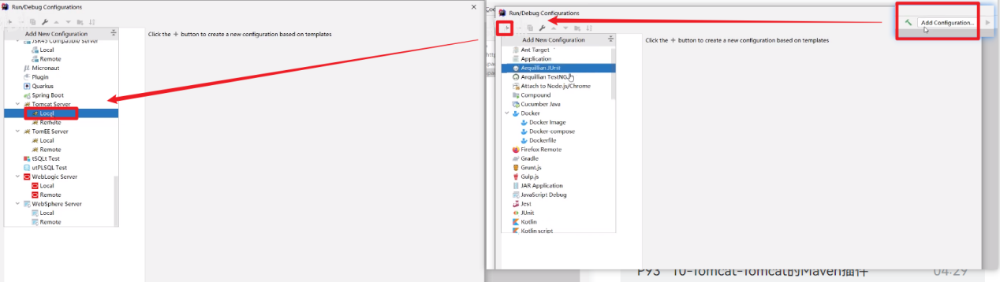 Run/Debug Configurations
Add New Configuration
Click the + button to create a new configuration based on templates
JSR45 Compatible Server
Local
Remote
Micronaut
Plugin
Quarkus
Spring Boot
Tomcat Server
Local
Remote
TomEE Server
Local
Remote
tSQLt Test
utPLSQL Test
WebLogic Server
Local
Remote
WebSphere Server
Local
Remote
Run/Debug Configurations
Add Configuration...
Add New Configuration
Click the + button to create a new configuration based on templates
Ant Target
Application
Arquillian JUnit
Arquillian TestNG
Attach to Node.js/Chrome
Compound
Cucumber Java
Docker
Docker Image
Docker-compose
Dockerfile
Firefox Remote
Gradle
Grunt.js
Gulp.js
JAR Application
JavaScript Debug
Jest
JUnit
Kotlin
Kotlin script
P93 10-Tomcat-Tomcat的Maven插件 04:29